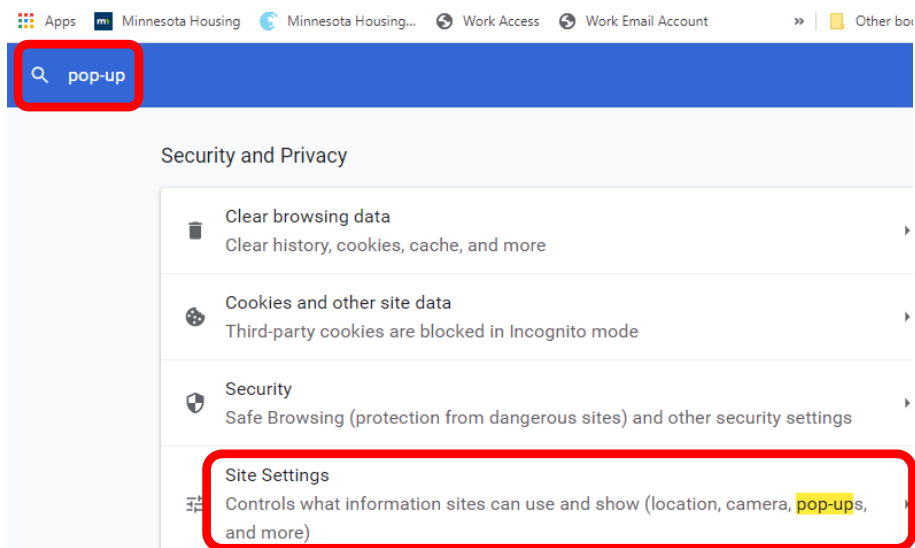 Apps Minnesota Housing Minnesota Housing... Work Access Work Email Account » Other boo
pop-up
Security and Privacy
Clear browsing data
Clear history, cookies, cache, and more
Cookies and other site data
Third-party cookies are blocked in Incognito mode
Security
Safe Browsing (protection from dangerous sites) and other security settings
Site Settings
Controls what information sites can use and show (location, camera, pop-ups,
and more)